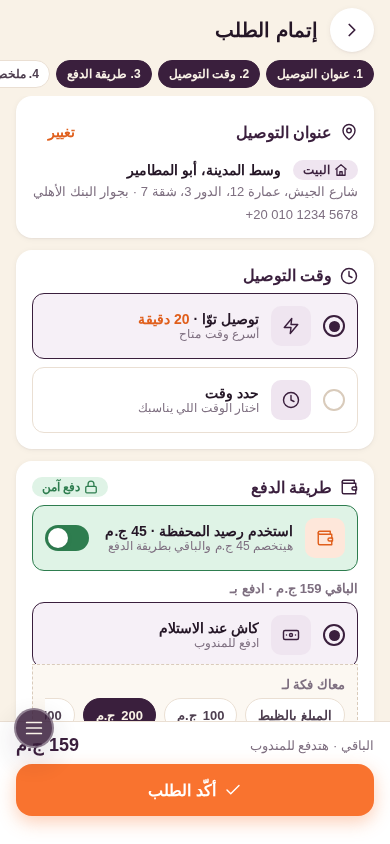 إتمام الطلب
1. عنوان التوصيل
2. وقت التوصيل
3. طريقة الدفع
4. ملخص
عنوان التوصيل
تغيير
البيت
وسط المدينة، أبو المطامير
شارع الجيش، عمارة 12، الدور 3، شقة 7 · بجوار البنك الأهلي
+20 010 1234 5678
وقت التوصيل
توصيل توًا · 20 دقيقة
أسرع وقت متاح
حدد وقت
اختار الوقت اللي يناسبك
طريقة الدفع
دفع آمن
استخدم رصيد المحفظة · 45 ج.م
هيتخصم 45 ج.م والباقي بطريقة الدفع
الباقي 159 ج.م · ادفع بـ
كاش عند الاستلام
ادفع للمندوب
معاك فكة لـ
المبلغ بالظبط
100 ج.م
200 ج.م
الباقي · هتدفع للمندوب
159 ج.م
أكّد الطلب